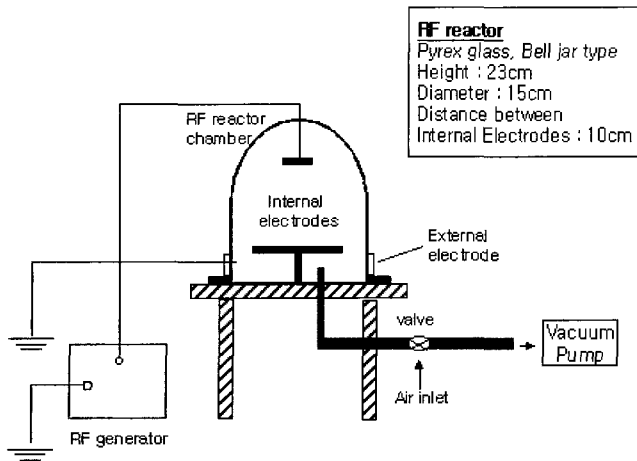 RF reactor
Pyrex glass, Bell jar type
Height : 23cm
Diameter : 15cm
Distance between
Internal Electrodes : 10cm
RF reactor
chamber
Internal
electrodes
External
electrode
valve
Vacuum
Pump
Air inlet
RF generator